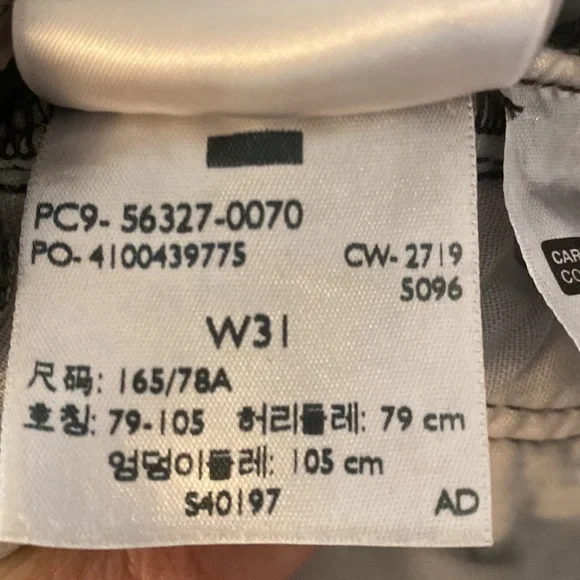 PC9- 56327-0070
PO- 4100439775 CW- 2719
5096
W31
尺码: 165/78A
호칭: 79-105 허리둘레: 79 cm
엉덩이둘레: 105 cm
S40197 AD